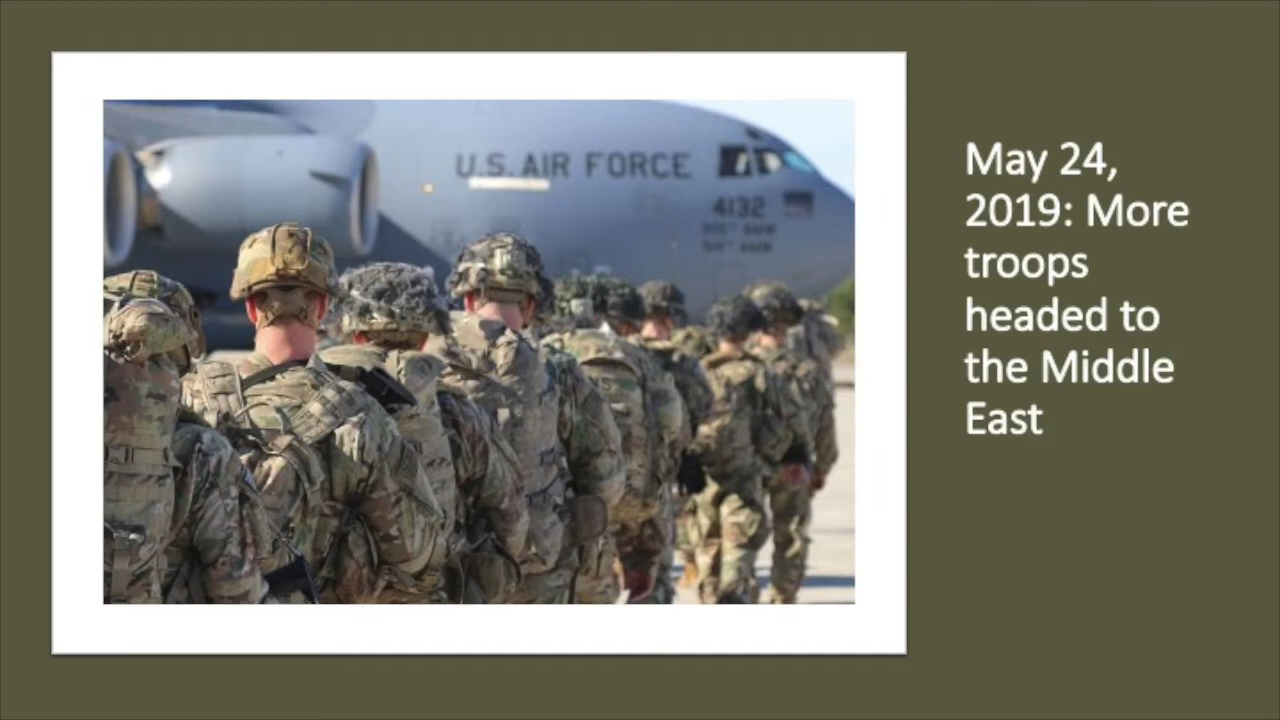 U.S. AIR FORCE
4132
May 24,
2019: More
troops
headed to
the Middle
East